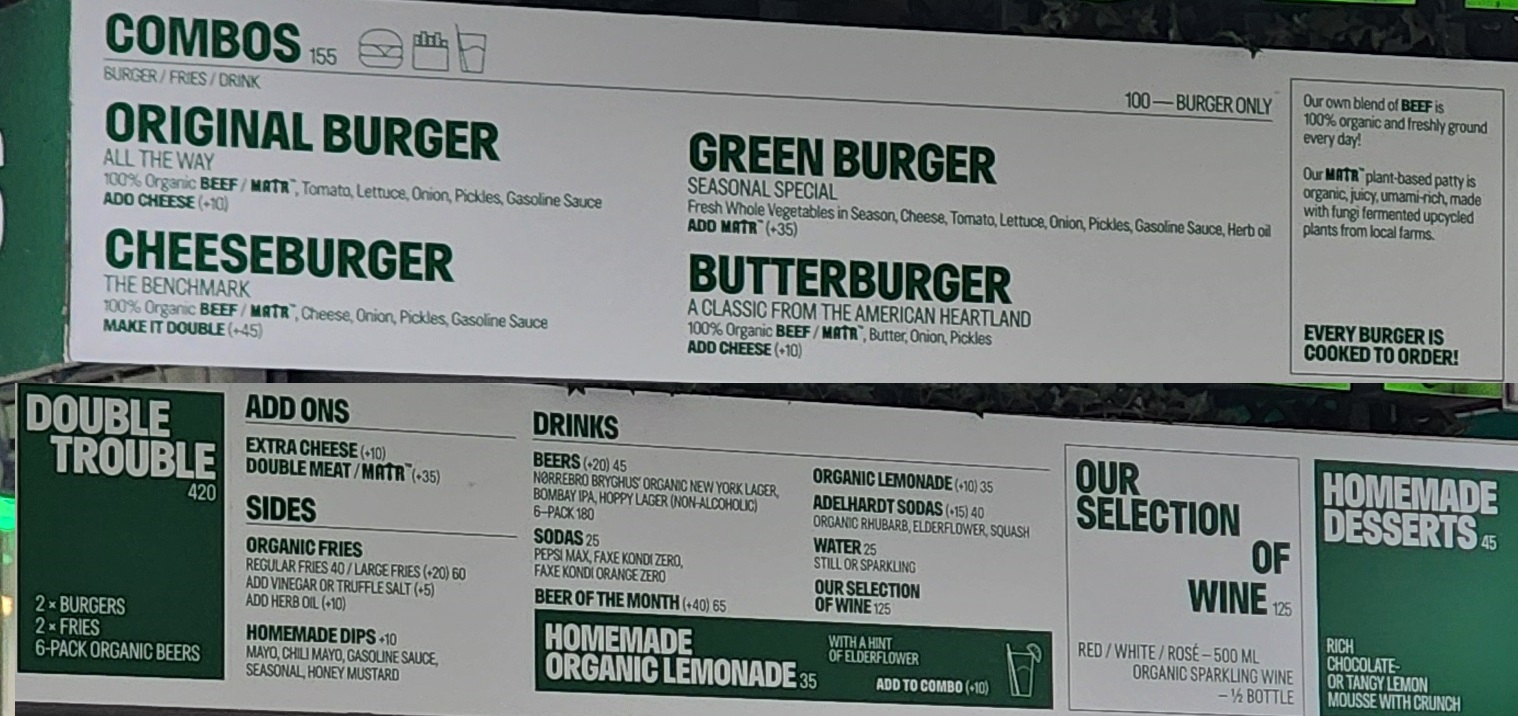 COMBOS 155
BURGER / FRIES / DRINK
100 — BURGER ONLY
ORIGINAL BURGER
ALL THE WAY
100% Organic BEEF / MATR™, Tomato, Lettuce, Onion, Pickles, Gasoline Sauce
ADD CHEESE (+10)
CHEESEBURGER
THE BENCHMARK
100% Organic BEEF / MATR™, Cheese, Onion, Pickles, Gasoline Sauce
MAKE IT DOUBLE (+45)
GREEN BURGER
SEASONAL SPECIAL
Fresh Whole Vegetables in Season, Cheese, Tomato, Lettuce, Onion, Pickles, Gasoline Sauce, Herb oil
ADD MATR™ (+35)
BUTTERBURGER
A CLASSIC FROM THE AMERICAN HEARTLAND
100% Organic BEEF / MATR™, Butter, Onion, Pickles
ADD CHEESE (+10)
Our own blend of BEEF is
100% organic and freshly ground
every day!
Our MATR™ plant-based patty is
organic, juicy, umami-rich, made
with fungi fermented upcycled
plants from local farms.
EVERY BURGER IS
COOKED TO ORDER!
DOUBLE
TROUBLE
420
2 × BURGERS
2 × FRIES
6-PACK ORGANIC BEERS
ADD ONS
EXTRA CHEESE (+10)
DOUBLE MEAT / MATR™ (+35)
SIDES
ORGANIC FRIES
REGULAR FRIES 40 / LARGE FRIES (+20) 60
ADD VINEGAR OR TRUFFLE SALT (+5)
ADD HERB OIL (+10)
HOMEMADE DIPS +10
MAYO, CHILI MAYO, GASOLINE SAUCE,
SEASONAL, HONEY MUSTARD
DRINKS
BEERS (+20) 45
NØRREBRO BRYGHUS' ORGANIC NEW YORK LAGER,
BOMBAY IPA, HOPPY LAGER (NON-ALCOHOLIC)
6-PACK 180
SODAS 25
PEPSI MAX, FAXE KONDI ZERO,
FAXE KONDI ORANGE ZERO
BEER OF THE MONTH (+40) 65
ORGANIC LEMONADE (+10) 35
ADELHARDT SODAS (+15) 40
ORGANIC RHUBARB, ELDERFLOWER, SQUASH
WATER 25
STILL OR SPARKLING
OUR SELECTION
OF WINE 125
HOMEMADE
ORGANIC LEMONADE 35
WITH A HINT
OF ELDERFLOWER
ADD TO COMBO (+10)
OUR
SELECTION
OF
WINE 125
RED / WHITE / ROSÉ – 500 ML
ORGANIC SPARKLING WINE
– ½ BOTTLE
HOMEMADE
DESSERTS 45
RICH
CHOCOLATE-
OR TANGY LEMON
MOUSSE WITH CRUNCH